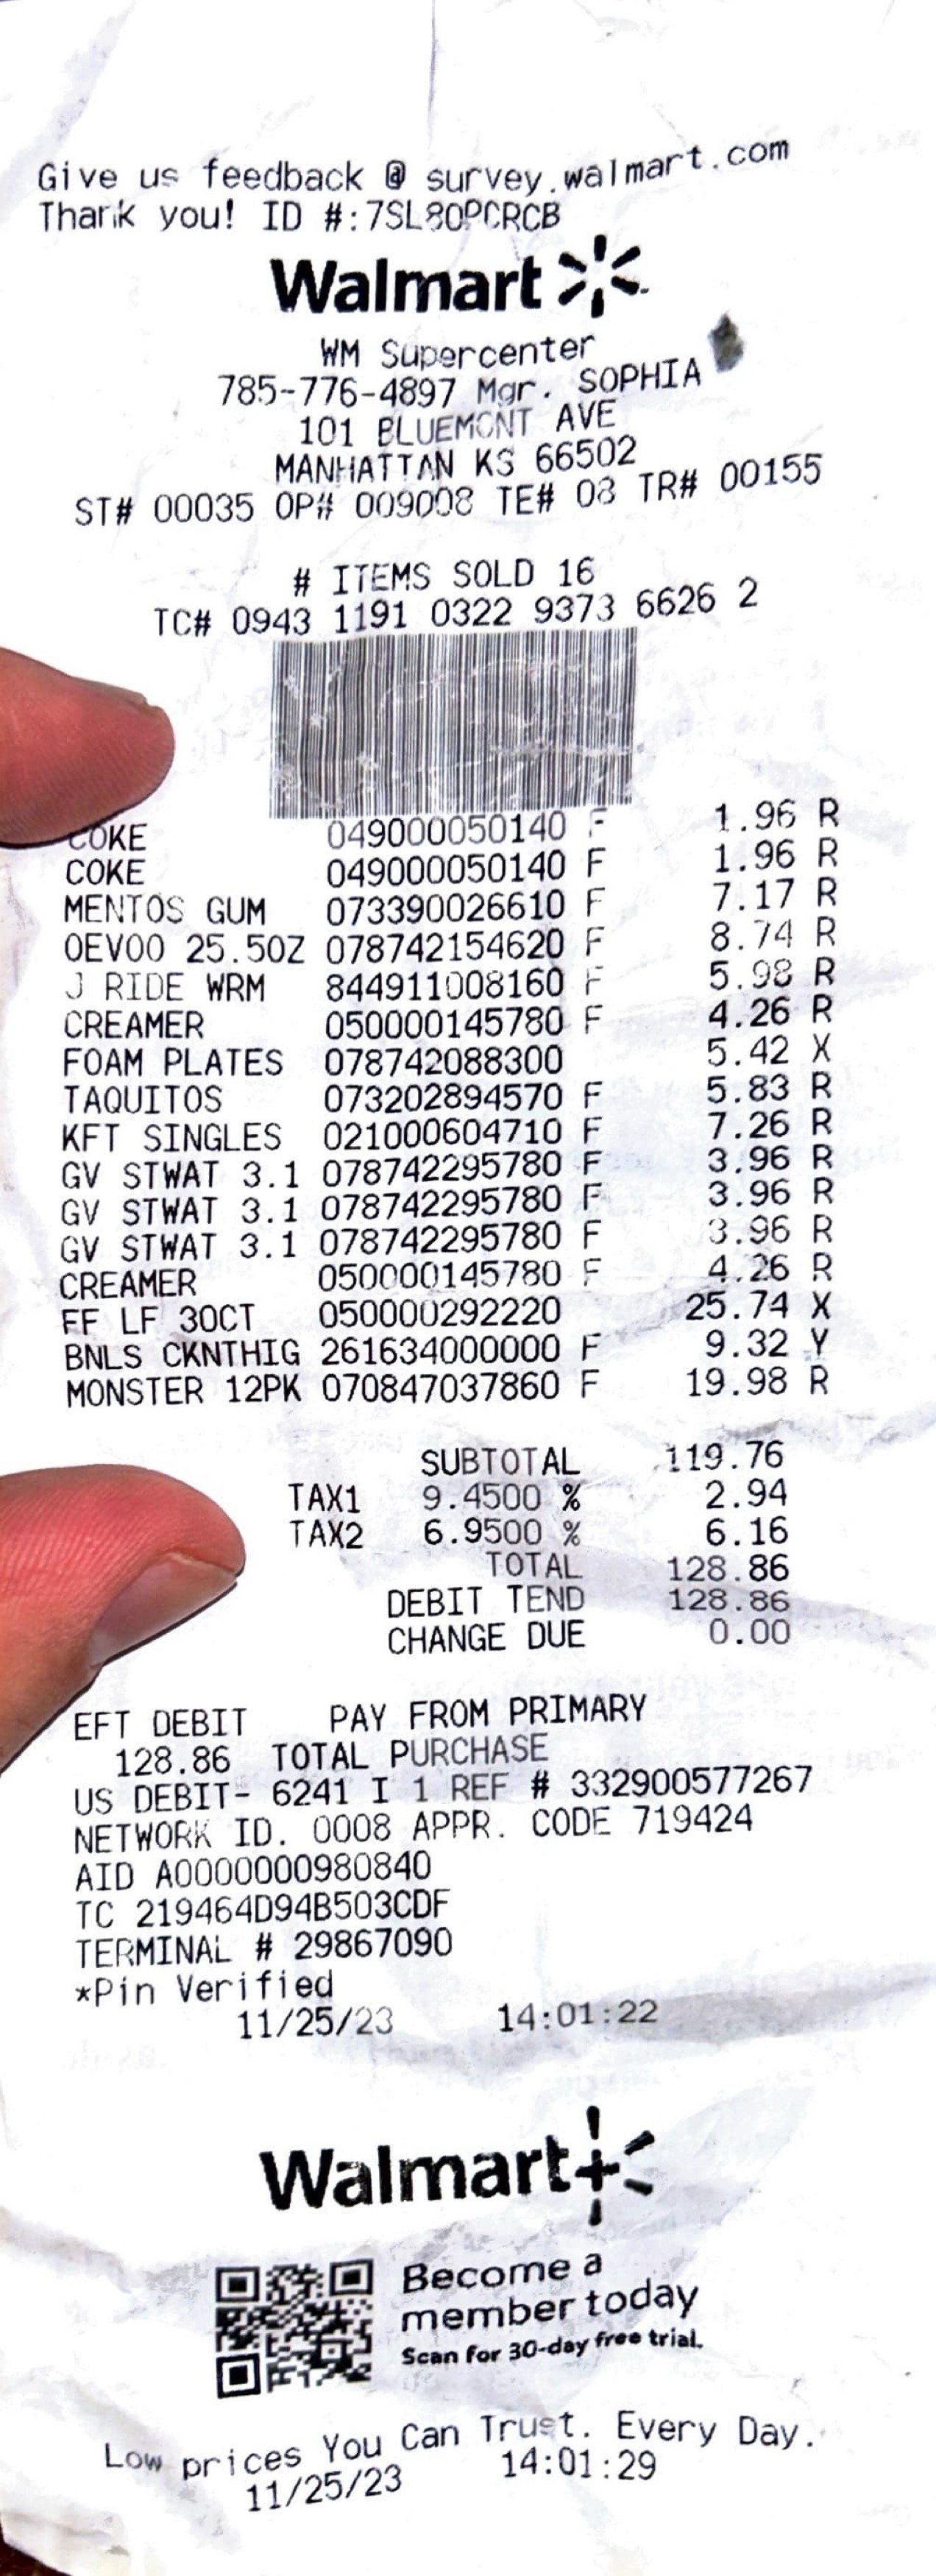 Give us feedback @ survey.walmart.com
Thank you! ID #:7SL80PCRCB
Walmart
WM Supercenter
785-776-4897 Mgr. SOPHIA
101 BLUEMONT AVE
MANHATTAN KS 66502
ST# 00035 OP# 009008 TE# 08 TR# 00155
# ITEMS SOLD 16
TC# 0943 1191 0322 9373 6626 2
COKE 049000050140 F 1.96 R
COKE 049000050140 F 1.96 R
MENTOS GUM 073390026610 F 7.17 R
OEVOO 25.5OZ 078742154620 F 8.74 R
J RIDE WRM 844911008160 F 5.98 R
CREAMER 050000145780 F 4.26 R
FOAM PLATES 078742088300 5.42 X
TAQUITOS 073202894570 F 5.83 R
KFT SINGLES 021000604710 F 7.26 R
GV STWAT 3.1 078742295780 F 3.96 R
GV STWAT 3.1 078742295780 F 3.96 R
GV STWAT 3.1 078742295780 F 3.96 R
CREAMER 050000145780 F 4.26 R
FF LF 30CT 050000292220 25.74 X
BNLS CKNTHIG 261634000000 F 9.32 Y
MONSTER 12PK 070847037860 F 19.98 R
SUBTOTAL 119.76
TAX1 9.4500 % 2.94
TAX2 6.9500 % 6.16
TOTAL 128.86
DEBIT TEND 128.86
CHANGE DUE 0.00
EFT DEBIT PAY FROM PRIMARY
128.86 TOTAL PURCHASE
US DEBIT- 6241 I 1 REF # 332900577267
NETWORK ID. 0008 APPR. CODE 719424
AID A0000000980840
TC 219464D94B503CDF
TERMINAL # 29867090
*Pin Verified
11/25/23 14:01:22
Walmart+
Become a
member today
Scan for 30-day free trial.
Low prices You Can Trust. Every Day.
11/25/23 14:01:29